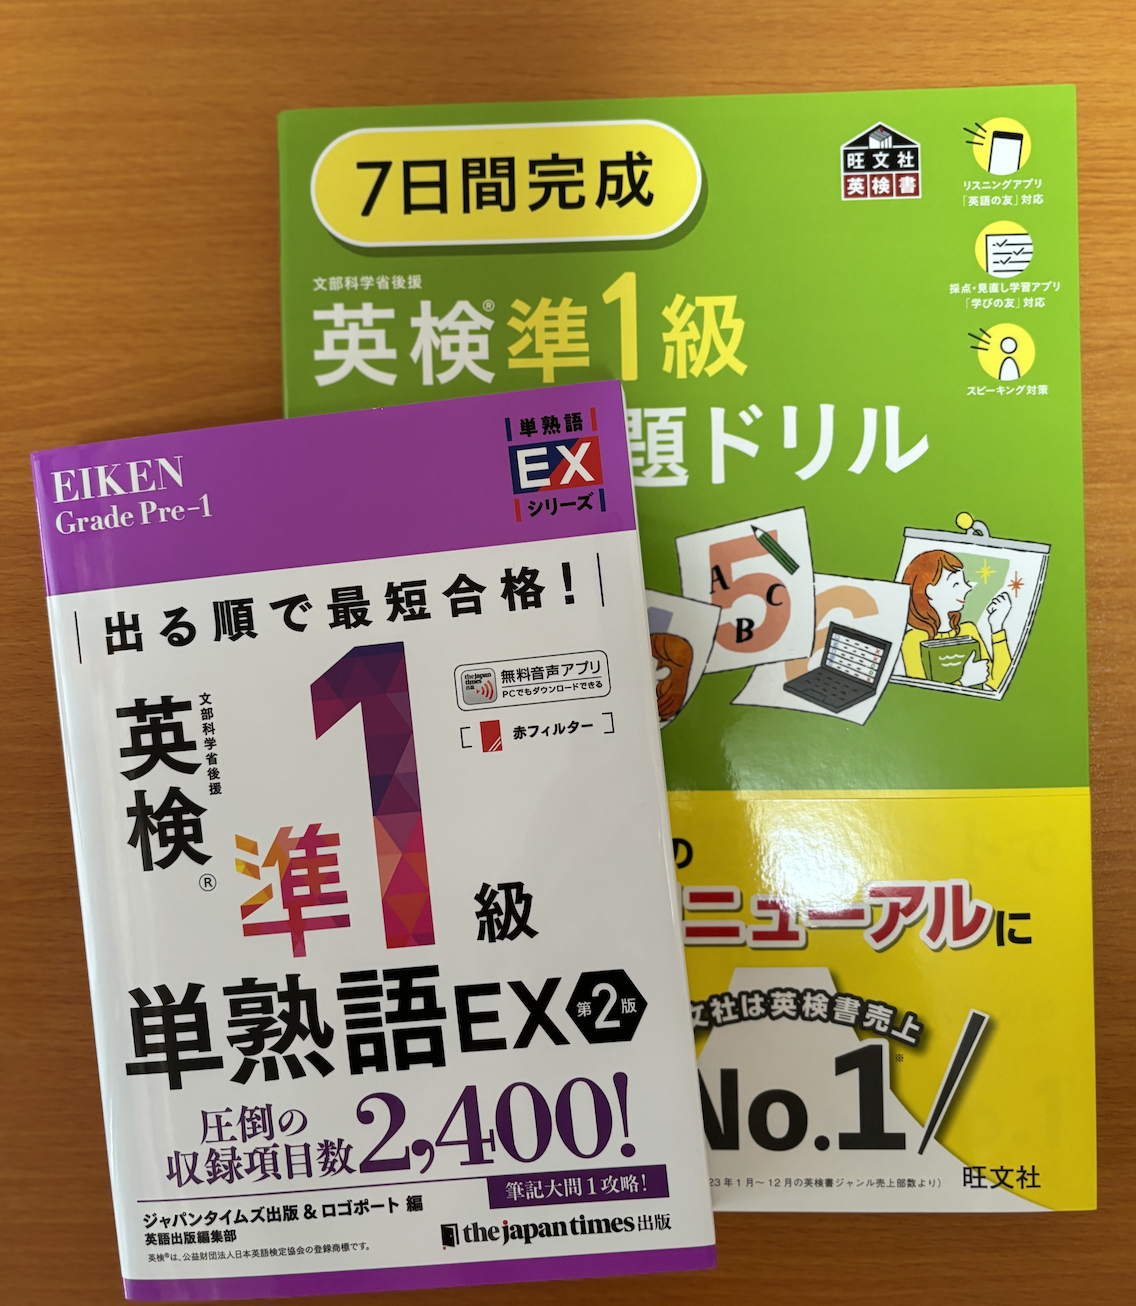 7日間完成
旺文社
英検書
リスニングアプリ
「英語の友」対応
採点・見直し学習アプリ
「学びの友」対応
スピーキング対策
文部科学省後援
英検®準1級
題ドリル
5
A
B
C
6
の
ニューアルに
文社は英検書売上
No.1※
23年1月〜12月の英検書ジャンル売上部数より)
旺文社
EIKEN
Grade Pre-1
単熟語
EX
シリーズ
出る順で最短合格!
the japan times 出版
無料音声アプリ
PCでもダウンロードできる
赤フィルター
文部科学省後援
英検®
準1級
単熟語EX 第2版
圧倒の
収録項目数2,400!
筆記大問1攻略!
ジャパンタイムズ出版 & ロゴポート 編
英語出版編集部
英検®は、公益財団法人日本英語検定協会の登録商標です。
the japan times 出版